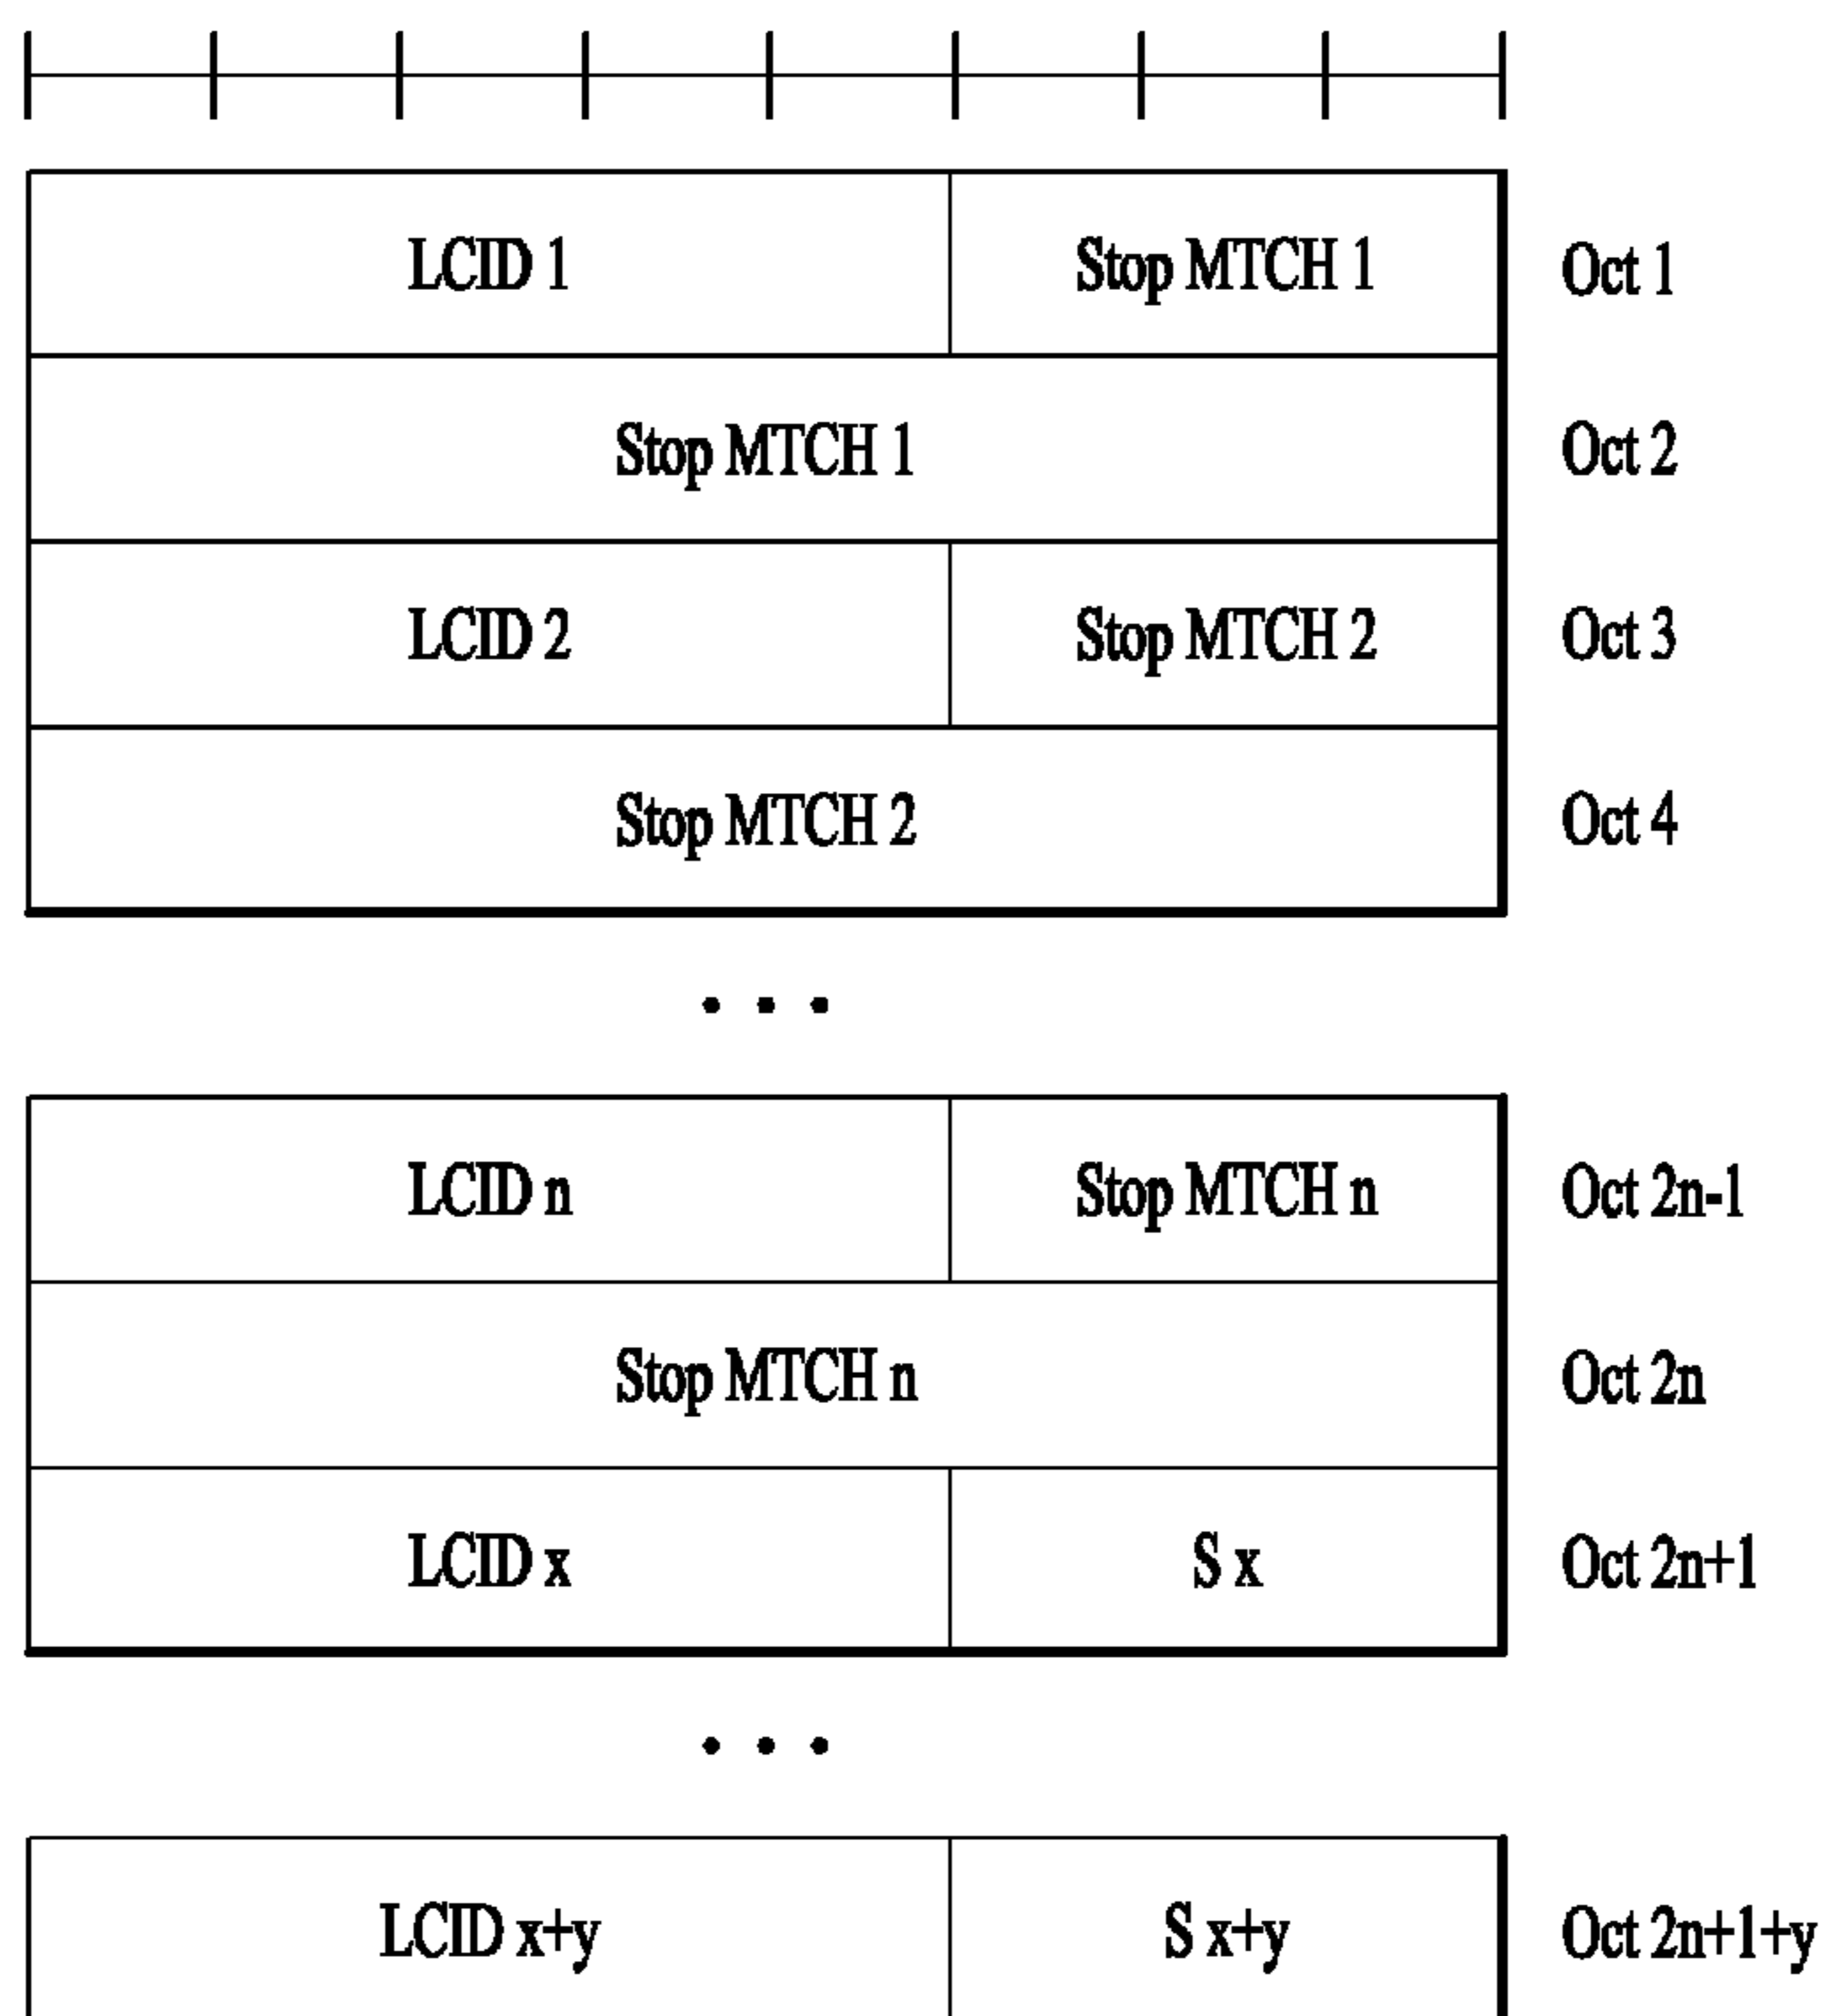 LCID 1 Stop MTCH 1 Oct 1
Stop MTCH 1 Oct 2
LCID 2 Stop MTCH 2 Oct 3
Stop MTCH 2 Oct 4
...
LCID n Stop MTCH n Oct 2n-1
Stop MTCH n Oct 2n
LCID x S x Oct 2n+1
...
LCID x+y S x+y Oct 2n+1+y